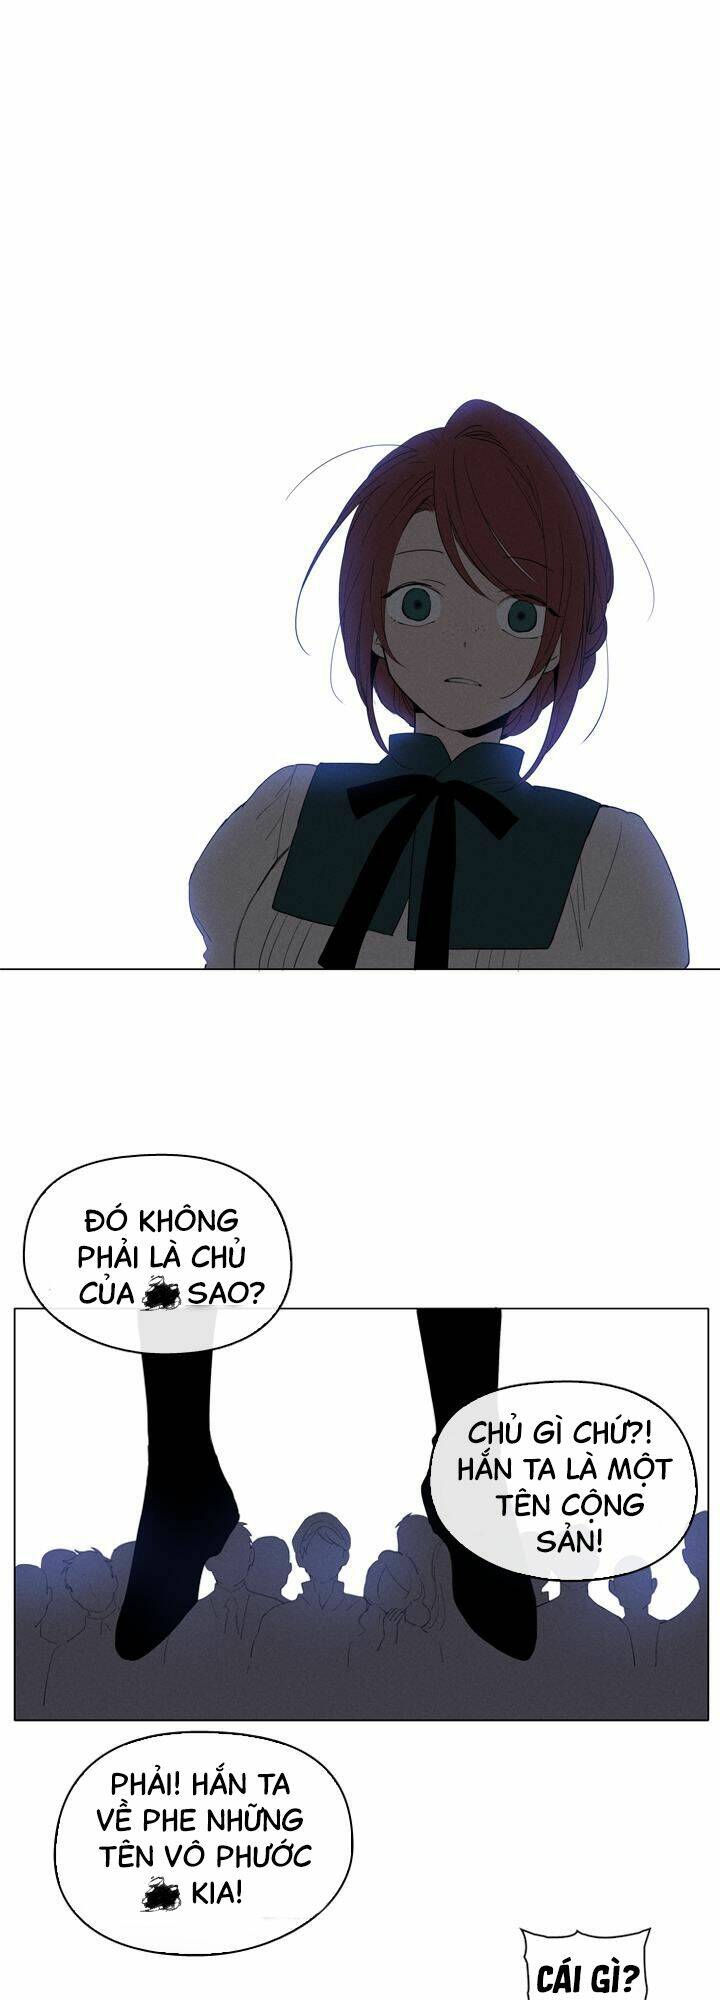 ĐÓ KHÔNG
PHẢI LÀ CHỦ
CỦA SAO?
CHỦ GÌ CHỨ?!
HẮN TA LÀ MỘT
TÊN CỘNG
SẢN!
PHẢI! HẮN TA
VỀ PHE NHỮNG
TÊN VÔ PHƯỚC
KIA!
CÁI GÌ?